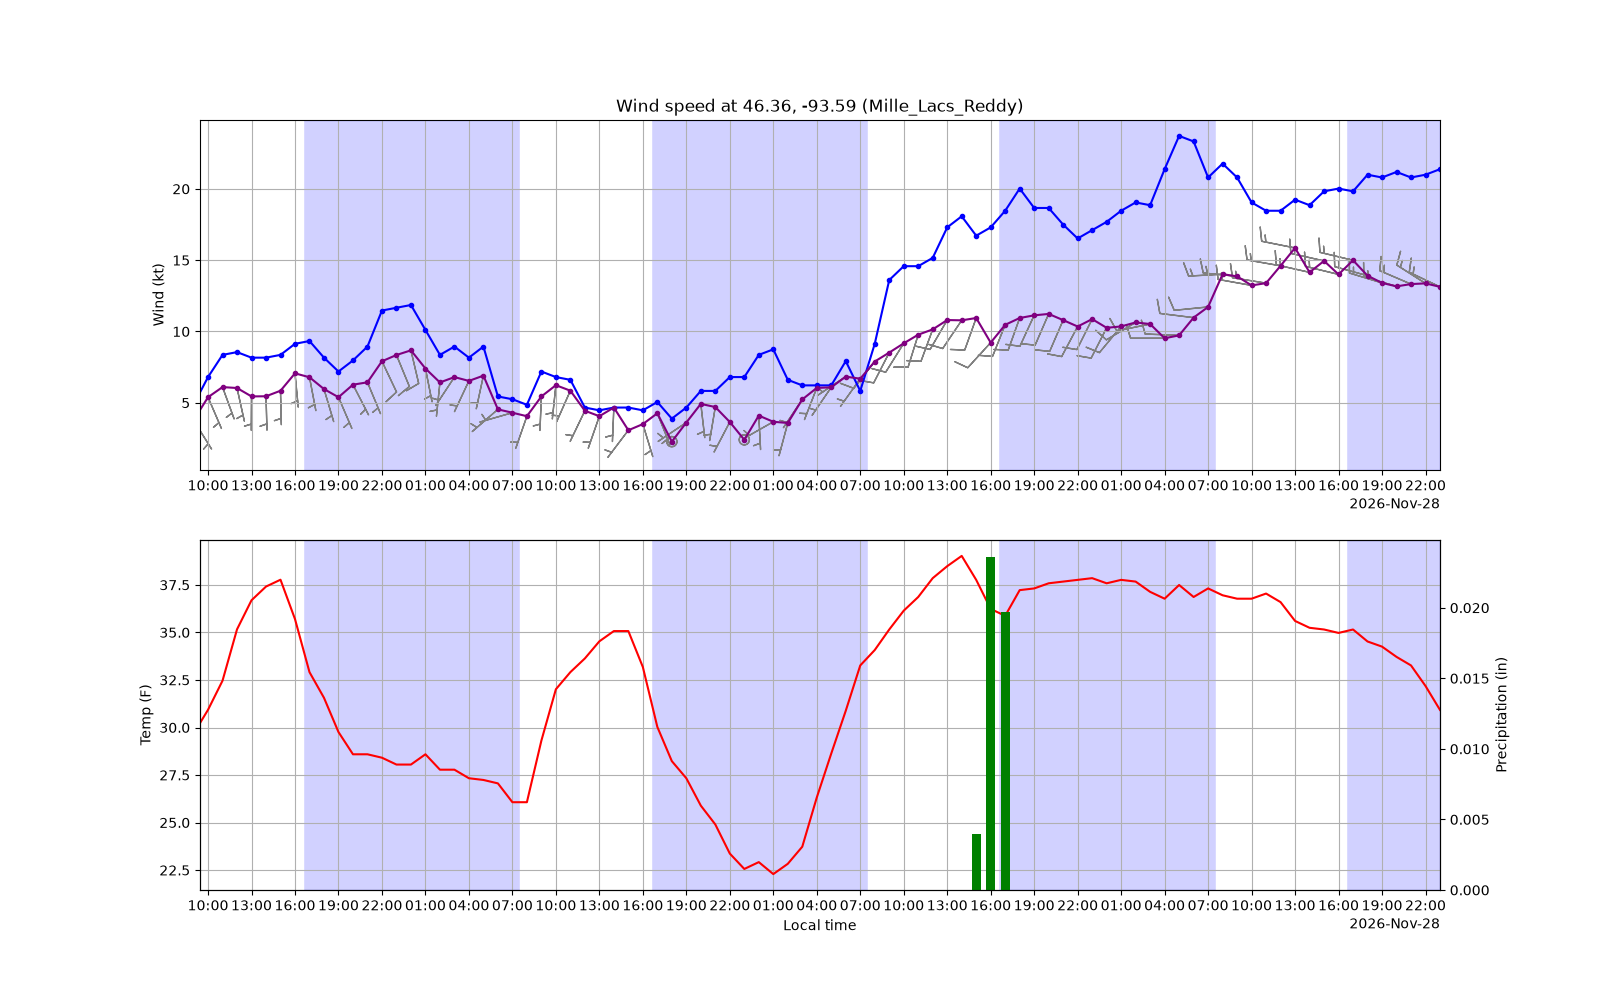 Wind speed at 46.36, -93.59 (Mille_Lacs_Reddy)
Wind (kt)
20
15
10
5
10:00 13:00 16:00 19:00 22:00 01:00 04:00 07:00 10:00 13:00 16:00 19:00 22:00 01:00 04:00 07:00 10:00 13:00 16:00 19:00 22:00 01:00 04:00 07:00 10:00 13:00 16:00 19:00 22:00
2026-Nov-28
Temp (F)
37.5
35.0
32.5
30.0
27.5
25.0
22.5
0.020
0.015
0.010
0.005
0.000
Precipitation (in)
10:00 13:00 16:00 19:00 22:00 01:00 04:00 07:00 10:00 13:00 16:00 19:00 22:00 01:00 04:00 07:00 10:00 13:00 16:00 19:00 22:00 01:00 04:00 07:00 10:00 13:00 16:00 19:00 22:00
Local time
2026-Nov-28